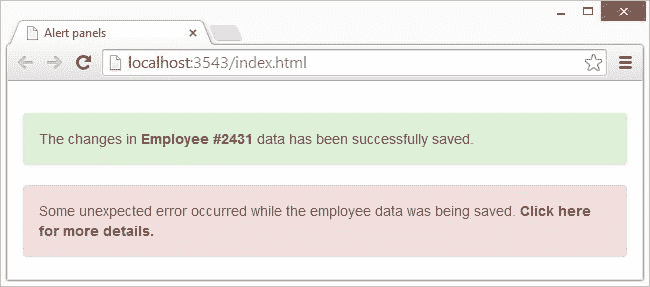 Alert panels
localhost:3543/index.html
The changes in Employee #2431 data has been successfully saved.
Some unexpected error occurred while the employee data was being saved. Click here
for more details.